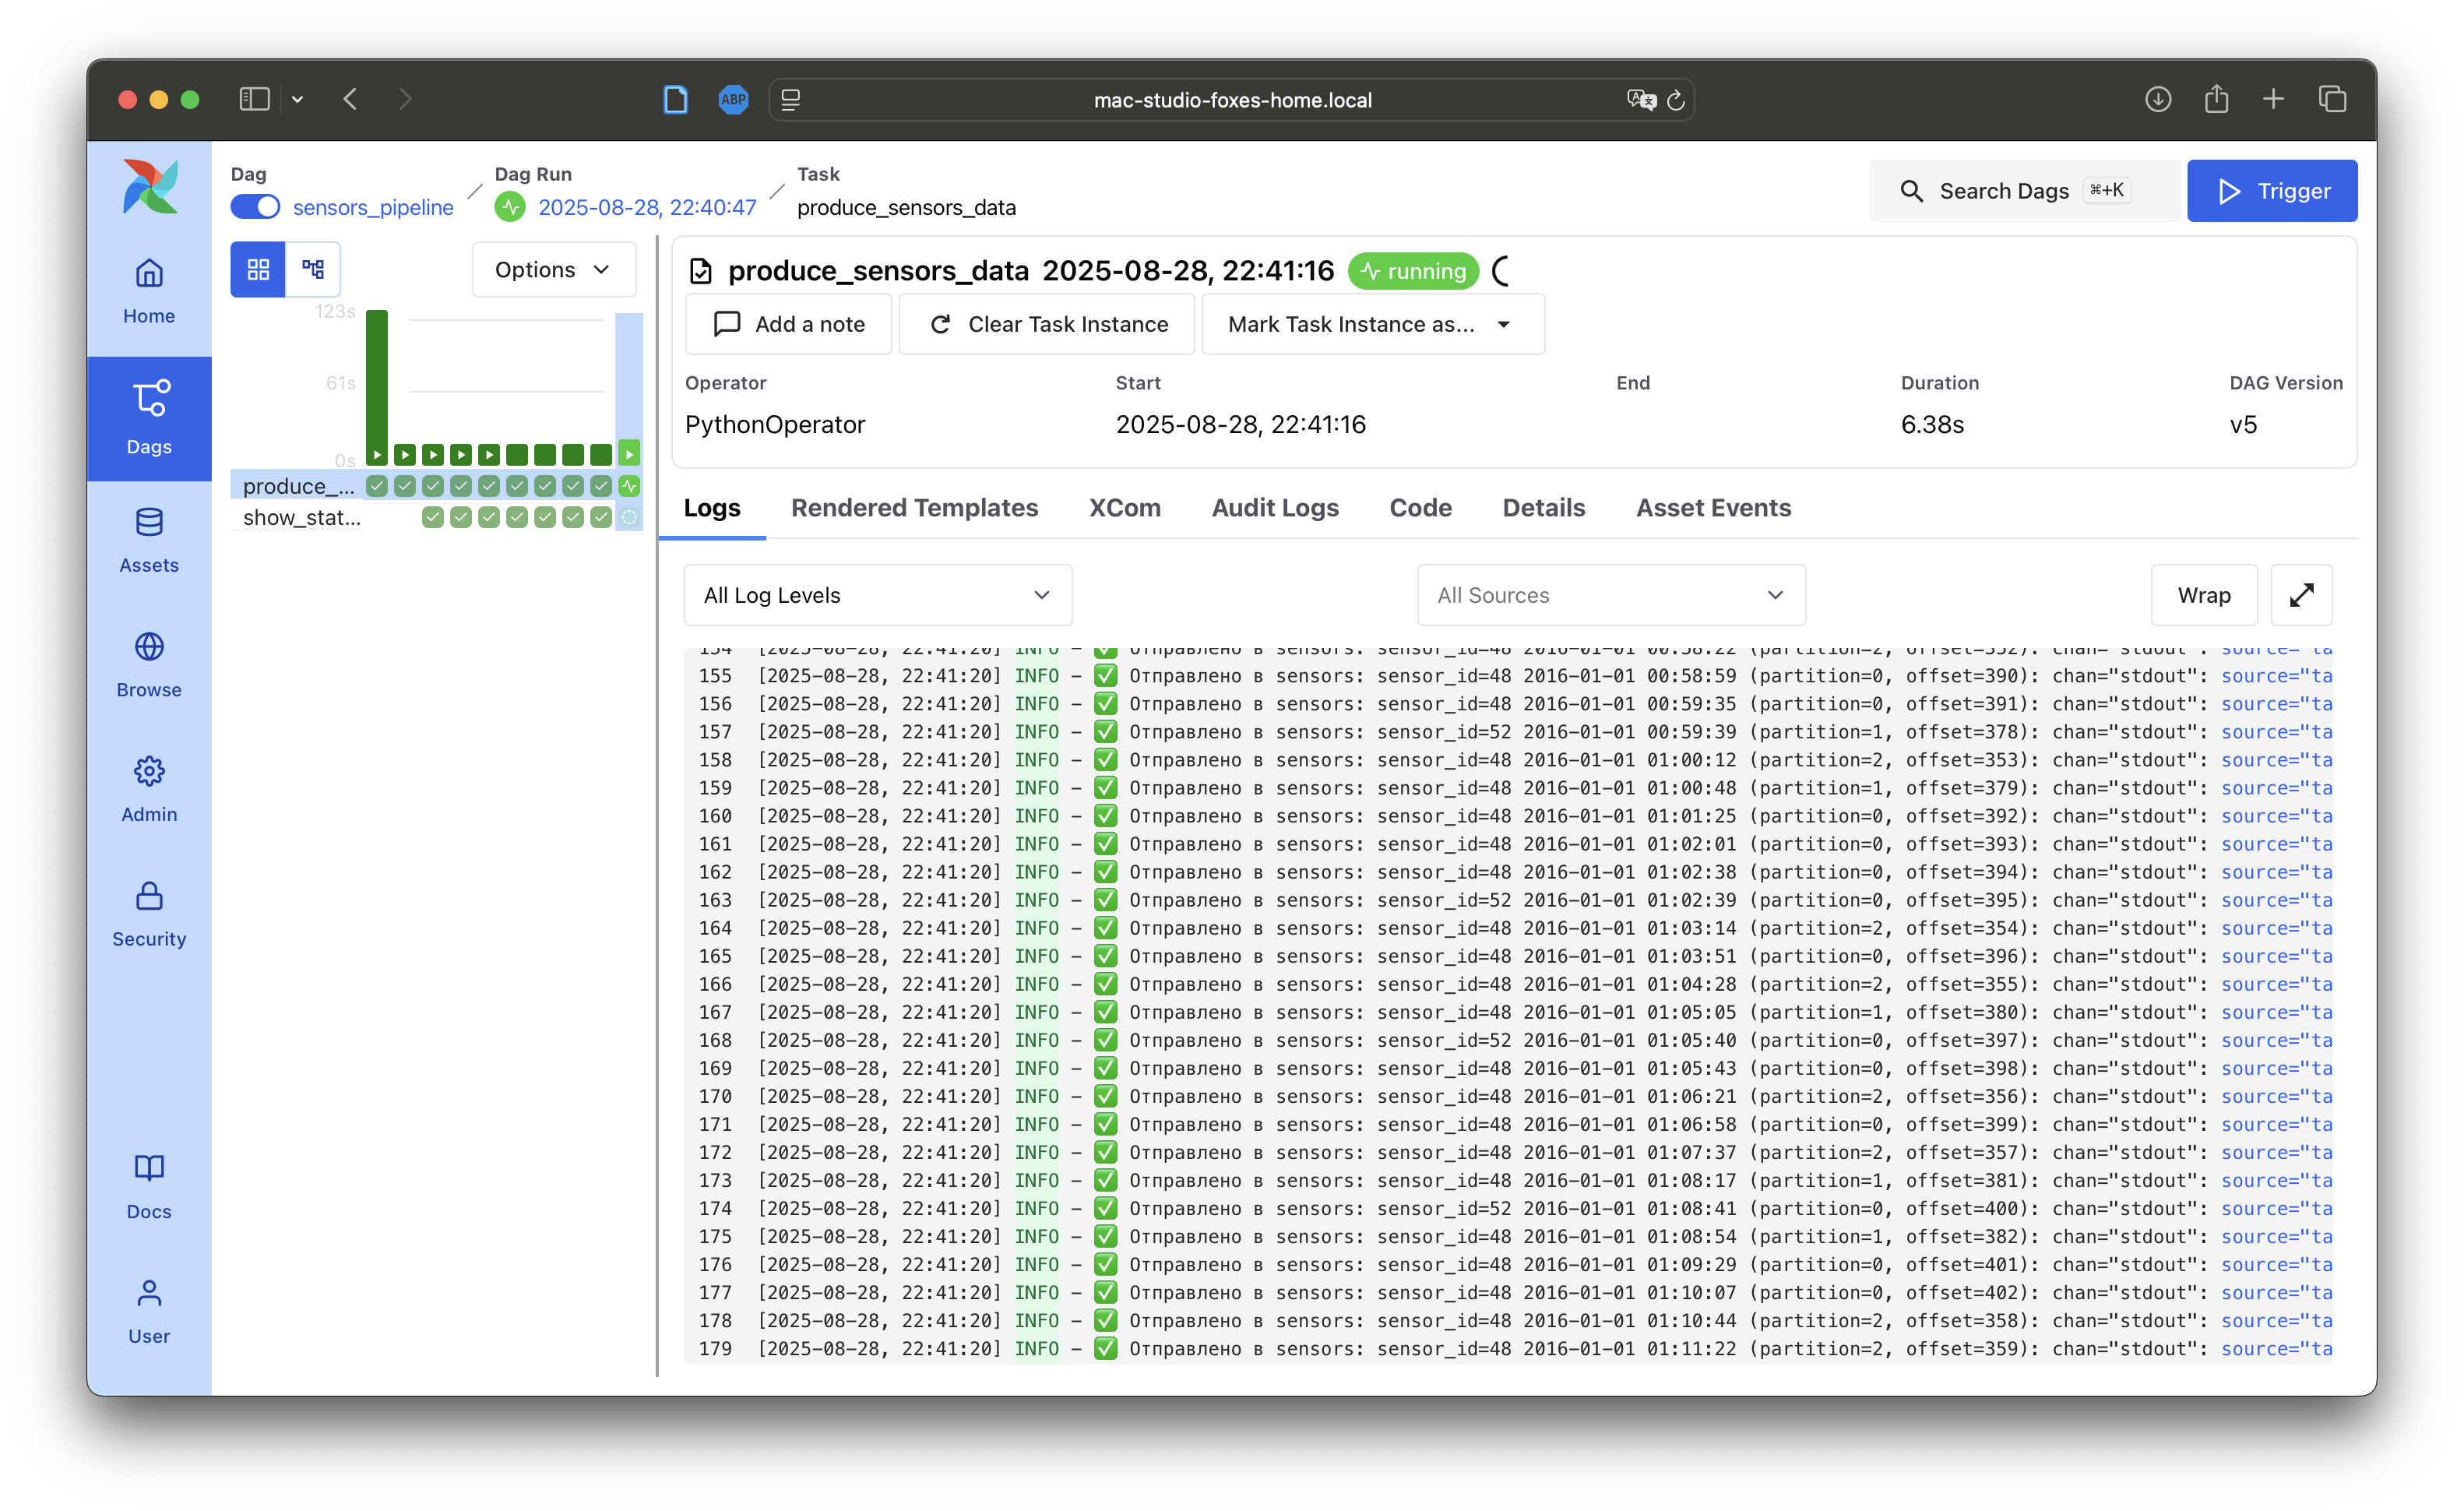 ABP
mac-studio-foxes-home.local
Dag
Dag Run
Task
sensors_pipeline
2025-08-28, 22:40:47
produce_sensors_data
Search Dags
⌘+K
Trigger
Home
Dags
Assets
Browse
Admin
Security
Docs
User
Options
123s
61s
0s
produce_...
show_stat...
produce_sensors_data 2025-08-28, 22:41:16 running
Add a note
Clear Task Instance
Mark Task Instance as...
Operator
Start
End
Duration
DAG Version
PythonOperator
2025-08-28, 22:41:16
6.38s
v5
Logs
Rendered Templates
XCom
Audit Logs
Code
Details
Asset Events
All Log Levels
All Sources
Wrap
154 [2025-08-28, 22:41:20] INFO - ✅ Отправлено в sensors: sensor_id=48 2016-01-01 00:58:22 (partition=2, offset=352): chan="stdout": source="ta
155 [2025-08-28, 22:41:20] INFO - ✅ Отправлено в sensors: sensor_id=48 2016-01-01 00:58:59 (partition=0, offset=390): chan="stdout": source="ta
156 [2025-08-28, 22:41:20] INFO - ✅ Отправлено в sensors: sensor_id=48 2016-01-01 00:59:35 (partition=0, offset=391): chan="stdout": source="ta
157 [2025-08-28, 22:41:20] INFO - ✅ Отправлено в sensors: sensor_id=52 2016-01-01 00:59:39 (partition=1, offset=378): chan="stdout": source="ta
158 [2025-08-28, 22:41:20] INFO - ✅ Отправлено в sensors: sensor_id=48 2016-01-01 01:00:12 (partition=2, offset=353): chan="stdout": source="ta
159 [2025-08-28, 22:41:20] INFO - ✅ Отправлено в sensors: sensor_id=48 2016-01-01 01:00:48 (partition=1, offset=379): chan="stdout": source="ta
160 [2025-08-28, 22:41:20] INFO - ✅ Отправлено в sensors: sensor_id=48 2016-01-01 01:01:25 (partition=0, offset=392): chan="stdout": source="ta
161 [2025-08-28, 22:41:20] INFO - ✅ Отправлено в sensors: sensor_id=48 2016-01-01 01:02:01 (partition=0, offset=393): chan="stdout": source="ta
162 [2025-08-28, 22:41:20] INFO - ✅ Отправлено в sensors: sensor_id=48 2016-01-01 01:02:38 (partition=0, offset=394): chan="stdout": source="ta
163 [2025-08-28, 22:41:20] INFO - ✅ Отправлено в sensors: sensor_id=52 2016-01-01 01:02:39 (partition=0, offset=395): chan="stdout": source="ta
164 [2025-08-28, 22:41:20] INFO - ✅ Отправлено в sensors: sensor_id=48 2016-01-01 01:03:14 (partition=2, offset=354): chan="stdout": source="ta
165 [2025-08-28, 22:41:20] INFO - ✅ Отправлено в sensors: sensor_id=48 2016-01-01 01:03:51 (partition=0, offset=396): chan="stdout": source="ta
166 [2025-08-28, 22:41:20] INFO - ✅ Отправлено в sensors: sensor_id=48 2016-01-01 01:04:28 (partition=2, offset=355): chan="stdout": source="ta
167 [2025-08-28, 22:41:20] INFO - ✅ Отправлено в sensors: sensor_id=48 2016-01-01 01:05:05 (partition=1, offset=380): chan="stdout": source="ta
168 [2025-08-28, 22:41:20] INFO - ✅ Отправлено в sensors: sensor_id=52 2016-01-01 01:05:40 (partition=0, offset=397): chan="stdout": source="ta
169 [2025-08-28, 22:41:20] INFO - ✅ Отправлено в sensors: sensor_id=48 2016-01-01 01:05:43 (partition=0, offset=398): chan="stdout": source="ta
170 [2025-08-28, 22:41:20] INFO - ✅ Отправлено в sensors: sensor_id=48 2016-01-01 01:06:21 (partition=2, offset=356): chan="stdout": source="ta
171 [2025-08-28, 22:41:20] INFO - ✅ Отправлено в sensors: sensor_id=48 2016-01-01 01:06:58 (partition=0, offset=399): chan="stdout": source="ta
172 [2025-08-28, 22:41:20] INFO - ✅ Отправлено в sensors: sensor_id=48 2016-01-01 01:07:37 (partition=2, offset=357): chan="stdout": source="ta
173 [2025-08-28, 22:41:20] INFO - ✅ Отправлено в sensors: sensor_id=48 2016-01-01 01:08:17 (partition=1, offset=381): chan="stdout": source="ta
174 [2025-08-28, 22:41:20] INFO - ✅ Отправлено в sensors: sensor_id=52 2016-01-01 01:08:41 (partition=0, offset=400): chan="stdout": source="ta
175 [2025-08-28, 22:41:20] INFO - ✅ Отправлено в sensors: sensor_id=48 2016-01-01 01:08:54 (partition=1, offset=382): chan="stdout": source="ta
176 [2025-08-28, 22:41:20] INFO - ✅ Отправлено в sensors: sensor_id=48 2016-01-01 01:09:29 (partition=0, offset=401): chan="stdout": source="ta
177 [2025-08-28, 22:41:20] INFO - ✅ Отправлено в sensors: sensor_id=48 2016-01-01 01:10:07 (partition=0, offset=402): chan="stdout": source="ta
178 [2025-08-28, 22:41:20] INFO - ✅ Отправлено в sensors: sensor_id=48 2016-01-01 01:10:44 (partition=2, offset=358): chan="stdout": source="ta
179 [2025-08-28, 22:41:20] INFO - ✅ Отправлено в sensors: sensor_id=48 2016-01-01 01:11:22 (partition=2, offset=359): chan="stdout": source="ta